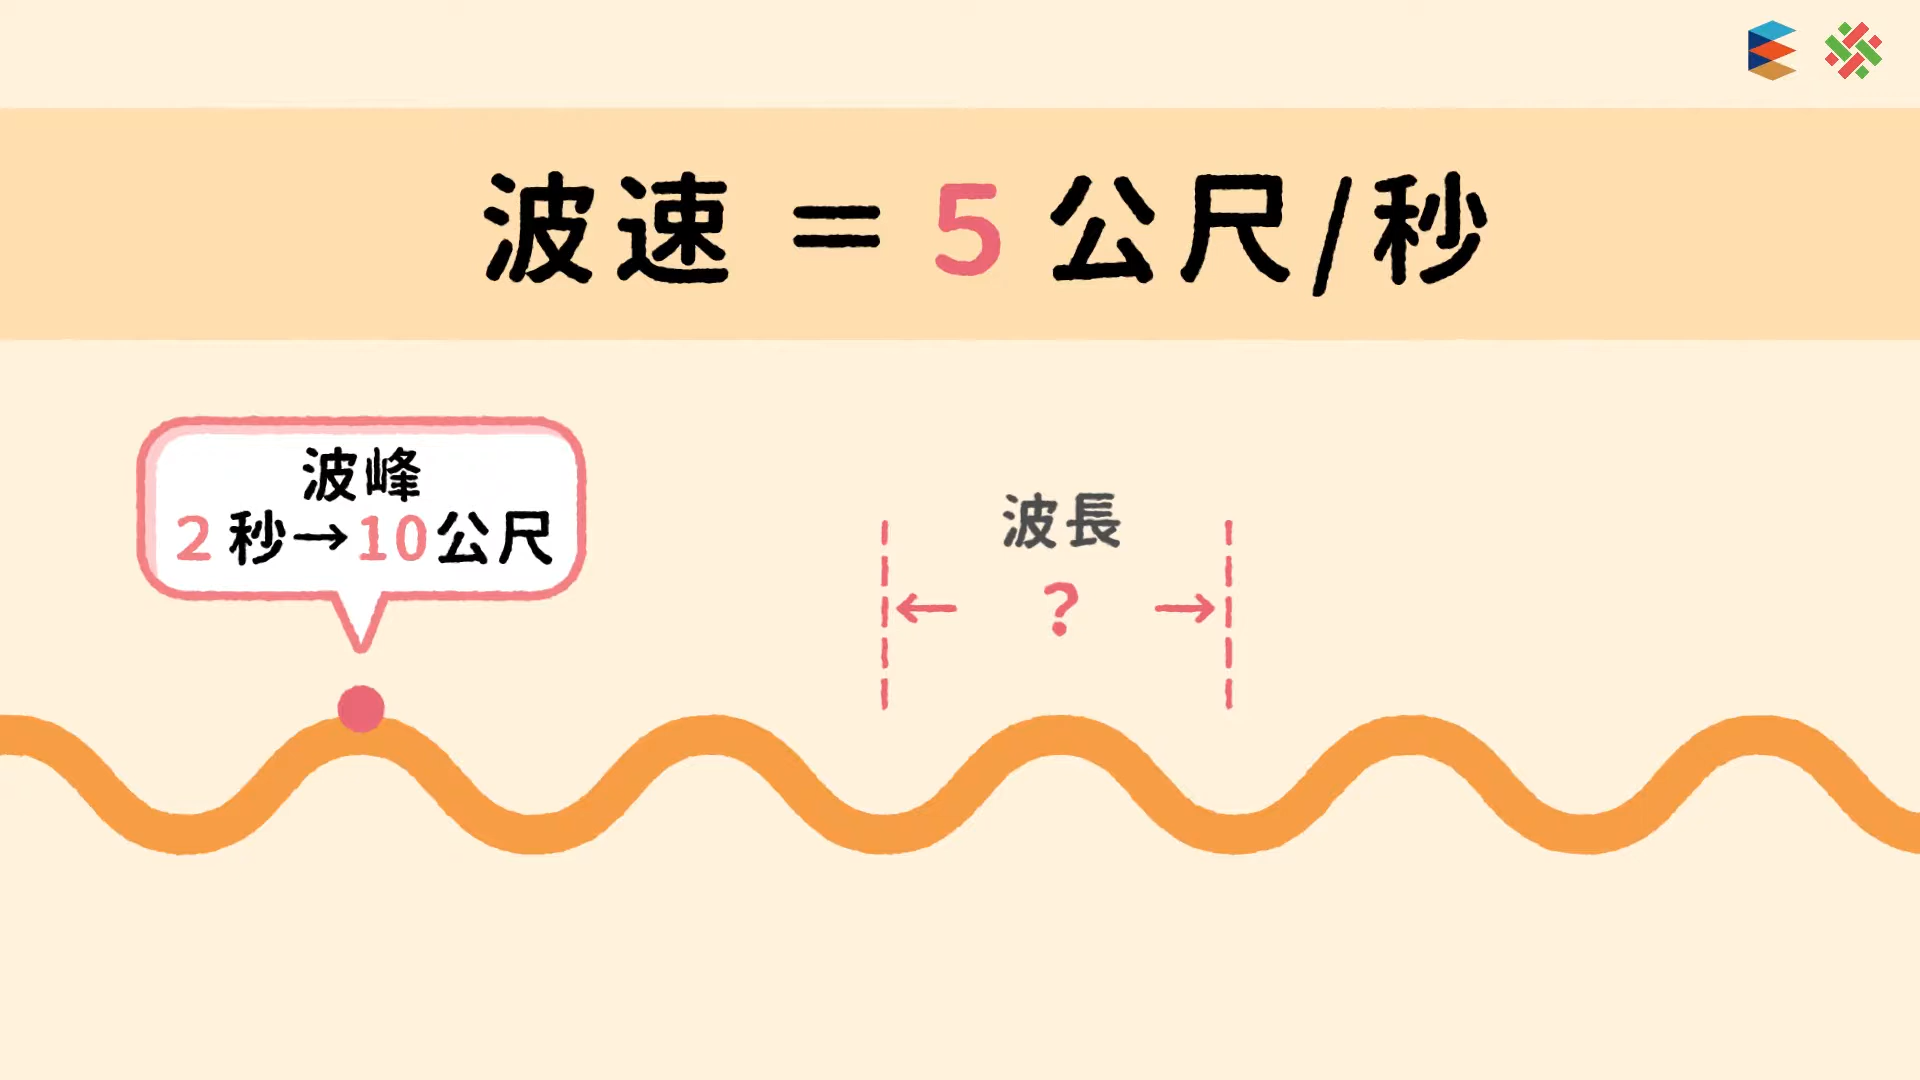 波速 = 5 公尺/秒
波峰
2 秒→10公尺
波長
← ? →